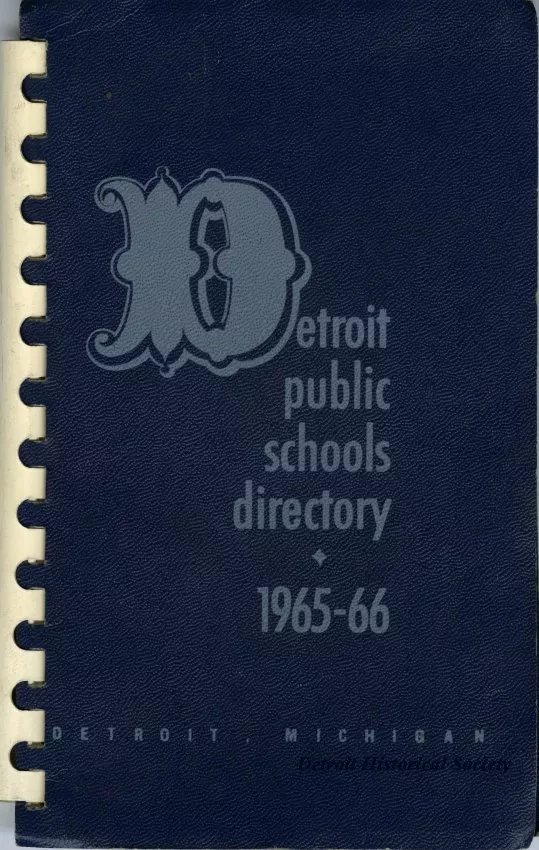 Detroit
public
schools
directory
1965-66
DETROIT, MICHIGAN
Detroit Historical Society